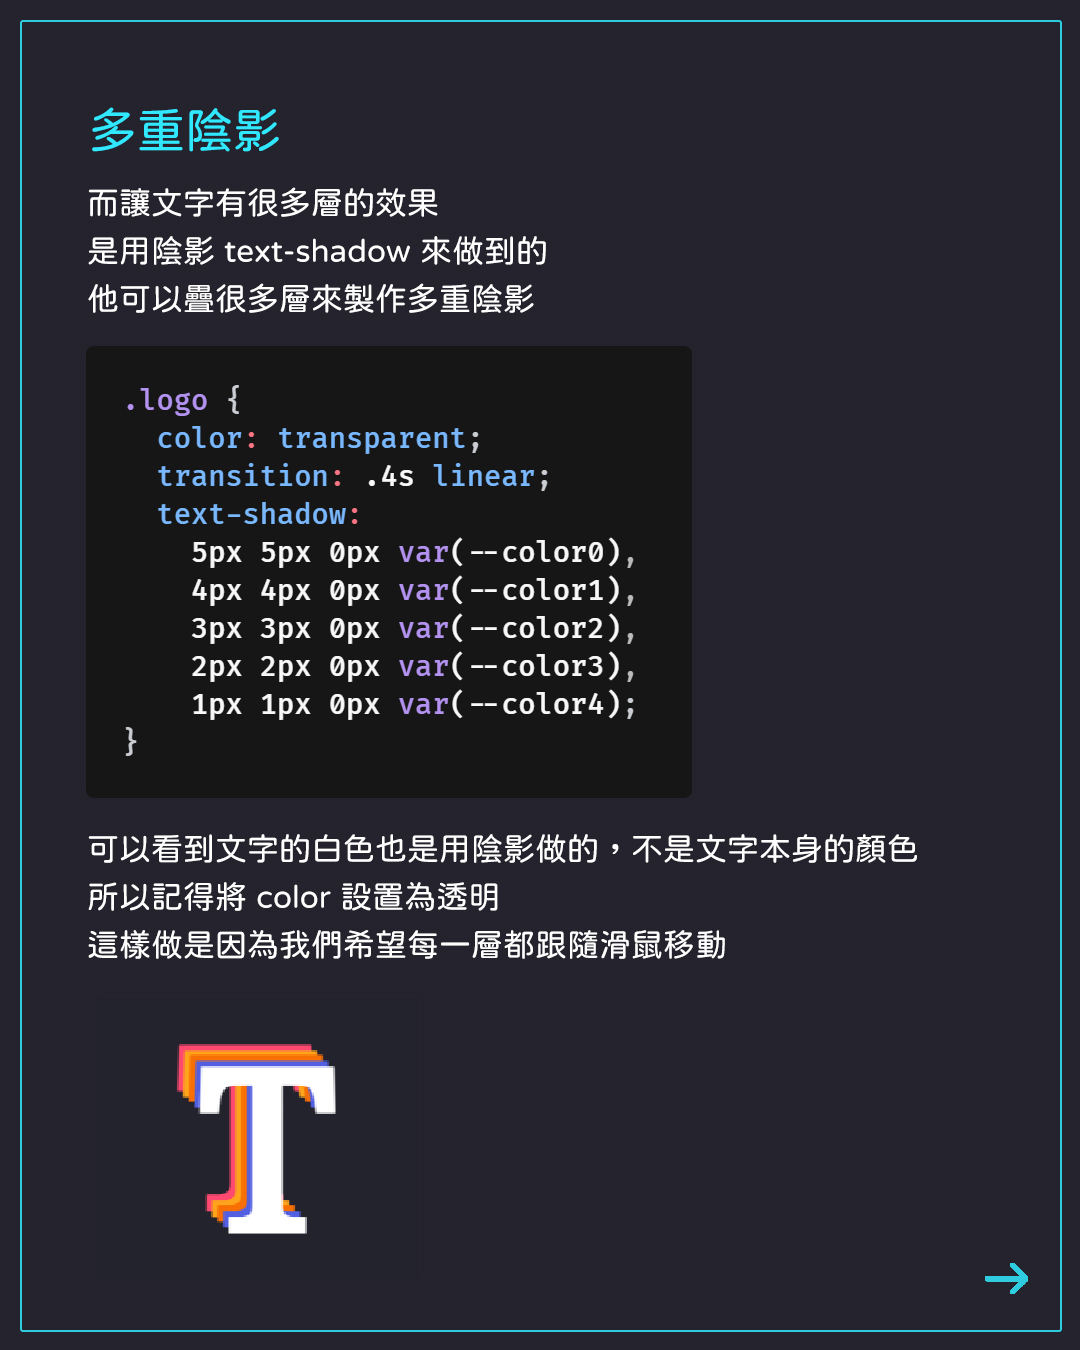 多重陰影
而讓文字有很多層的效果
是用陰影 text-shadow 來做到的
他可以疊很多層來製作多重陰影
.logo {
  color: transparent;
  transition: .4s linear;
  text-shadow:
    5px 5px 0px var(--color0),
    4px 4px 0px var(--color1),
    3px 3px 0px var(--color2),
    2px 2px 0px var(--color3),
    1px 1px 0px var(--color4);
}
可以看到文字的白色也是用陰影做的，不是文字本身的顏色
所以記得將 color 設置為透明
這樣做是因為我們希望每一層都跟隨滑鼠移動
T